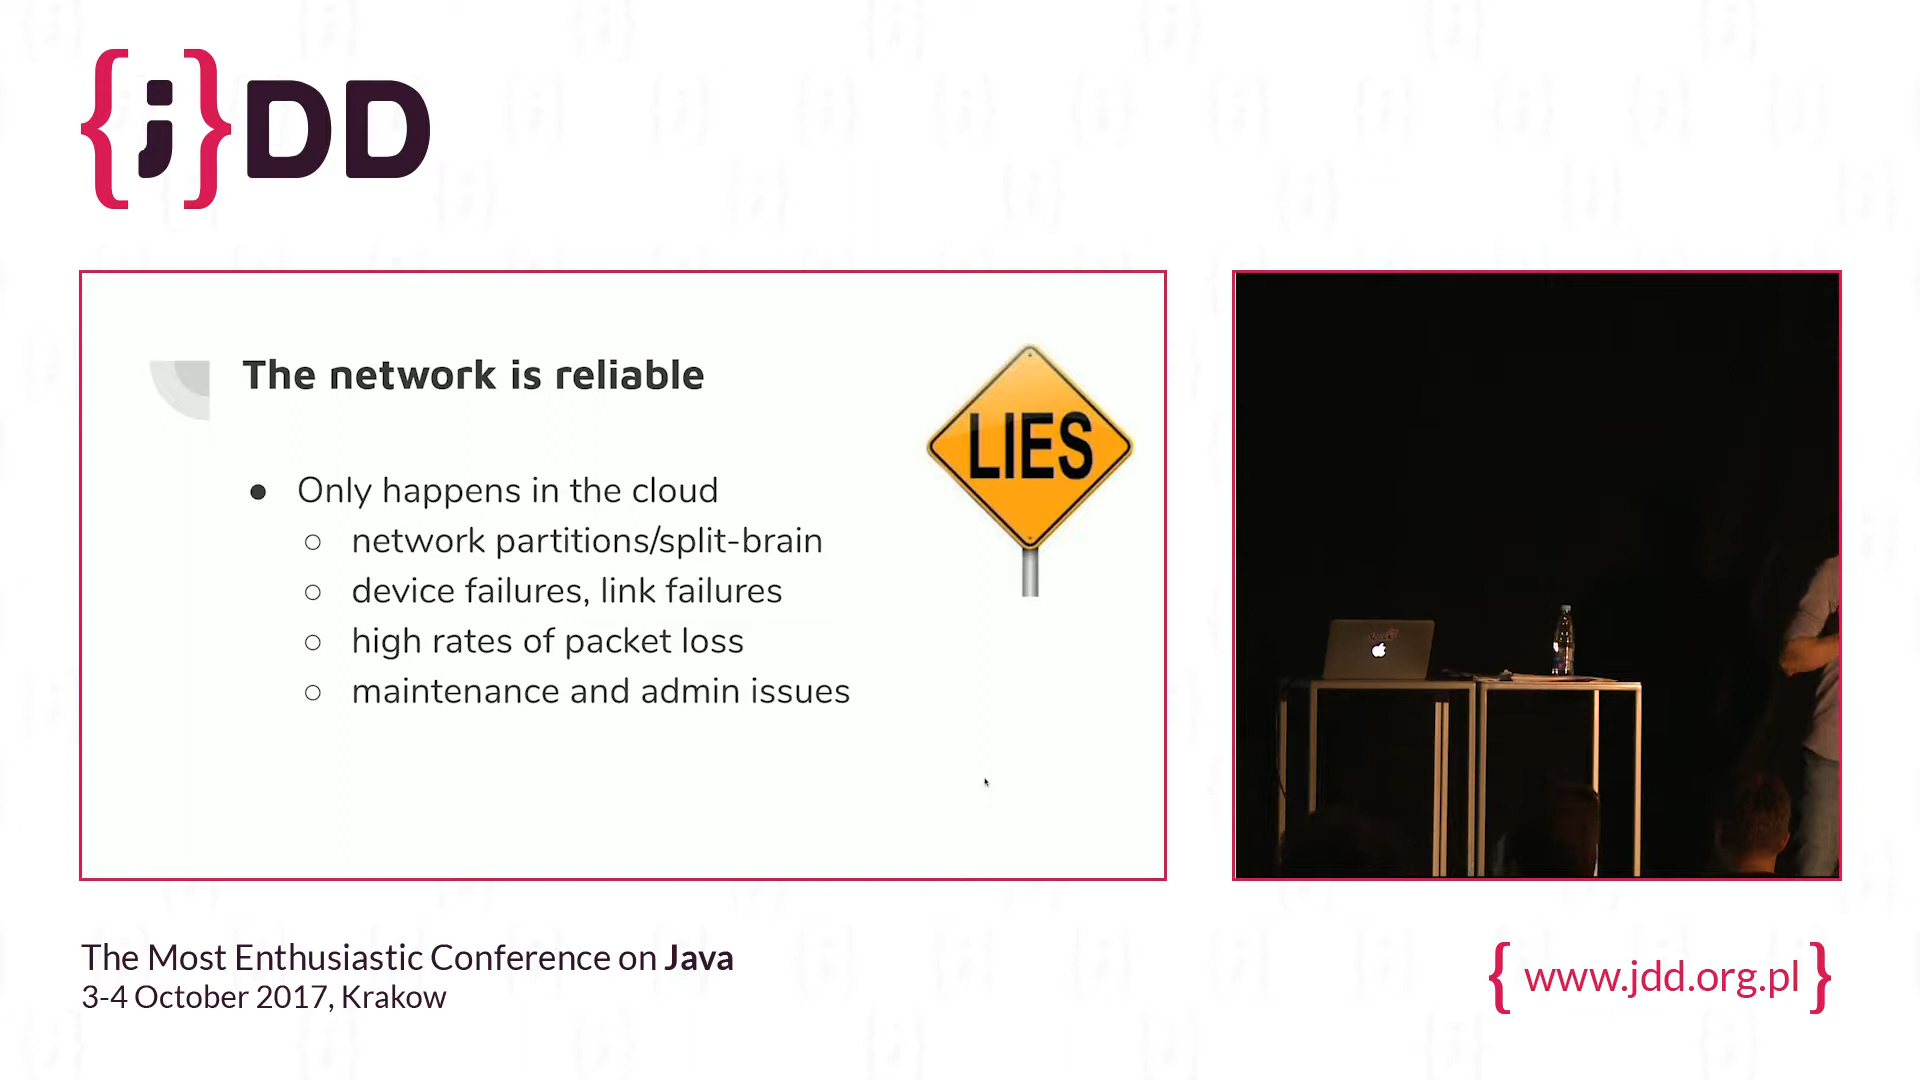 {;}DD
The network is reliable
LIES
● Only happens in the cloud
○ network partitions/split-brain
○ device failures, link failures
○ high rates of packet loss
○ maintenance and admin issues
The Most Enthusiastic Conference on Java
3-4 October 2017, Krakow
{ www.jdd.org.pl }